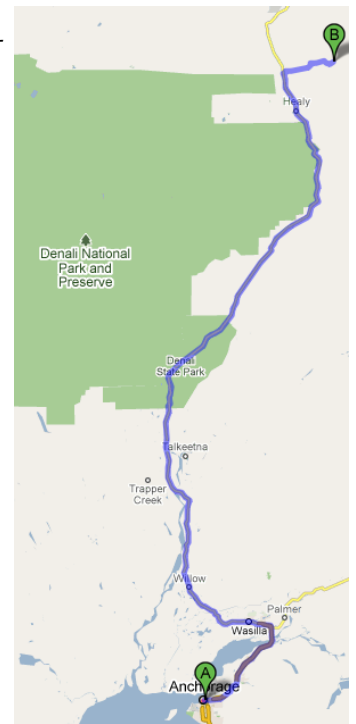 B
Healy
Denali National
Park and
Preserve
Denali
State Park
Talkeetna
Trapper
Creek
Willow
Palmer
Wasilla
A
Anchorage